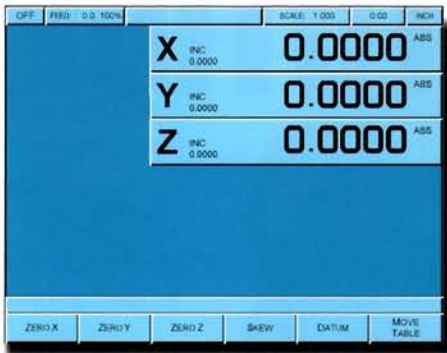 OFF FEED: 0.0 100% SCALE: 1.000 0:00 INCH
X INC 0.0000 0.0000 ABS
Y INC 0.0000 0.0000 ABS
Z INC 0.0000 0.0000 ABS
ZERO X ZERO Y ZERO Z SKEW DATUM MOVE TABLE